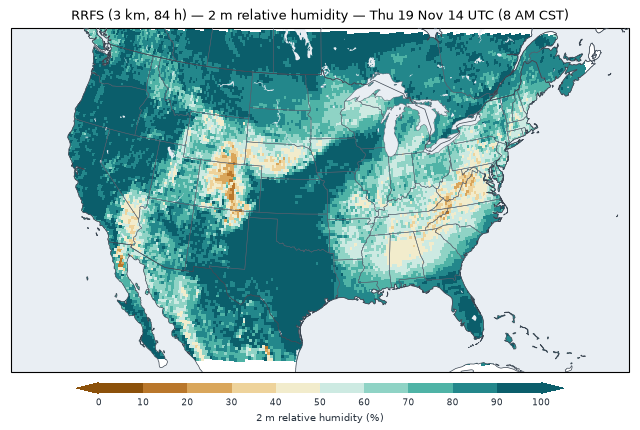 RRFS (3 km, 84 h) — 2 m relative humidity — Thu 19 Nov 14 UTC (8 AM CST)
0 10 20 30 40 50 60 70 80 90 100
2 m relative humidity (%)